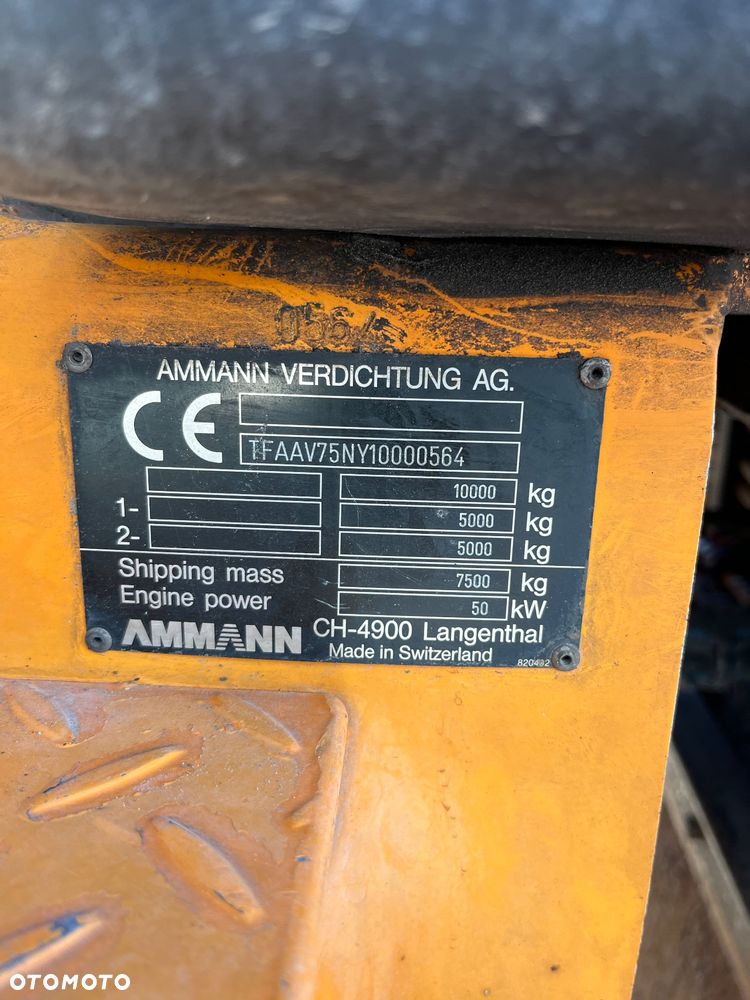 0564
AMMANN VERDICHTUNG AG.
CE
TFAAV75NY10000564
10000 kg
1- 5000 kg
2- 5000 kg
Shipping mass 7500 kg
Engine power 50 kW
AMMANN CH-4900 Langenthal
Made in Switzerland
OTOMOTO